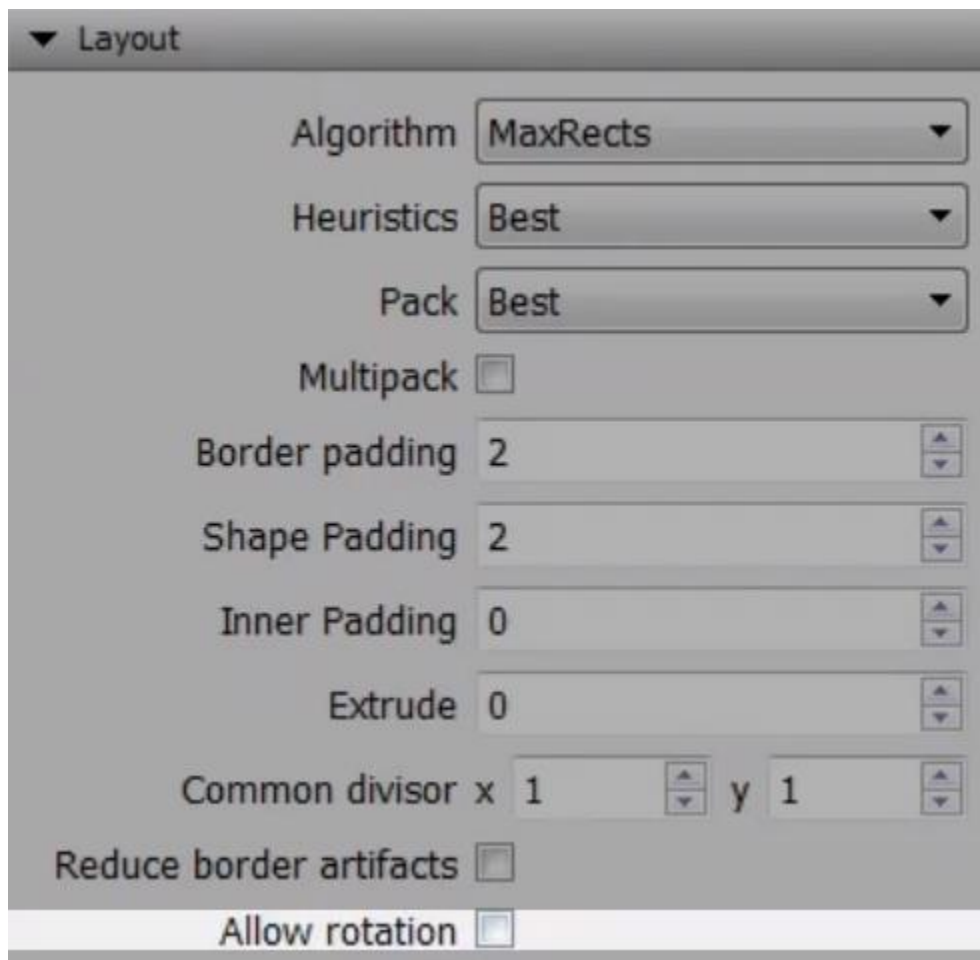 Layout
Algorithm MaxRects
Heuristics Best
Pack Best
Multipack
Border padding 2
Shape Padding 2
Inner Padding 0
Extrude 0
Common divisor x 1 y 1
Reduce border artifacts
Allow rotation